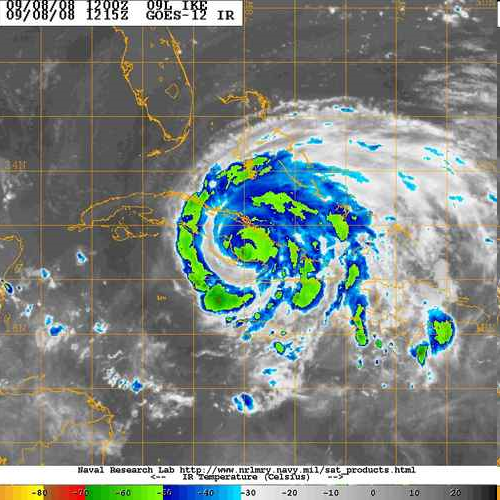 09/08/08 1200Z 09L IKE
09/08/08 1215Z GOES-12 IR
Naval Research Lab http://www.nrlmry.navy.mil/sat_products.html
<-- IR Temperature (Celsius) -->
-80 -70 -60 -50 -40 -30 -20 -10 0 10 20 30